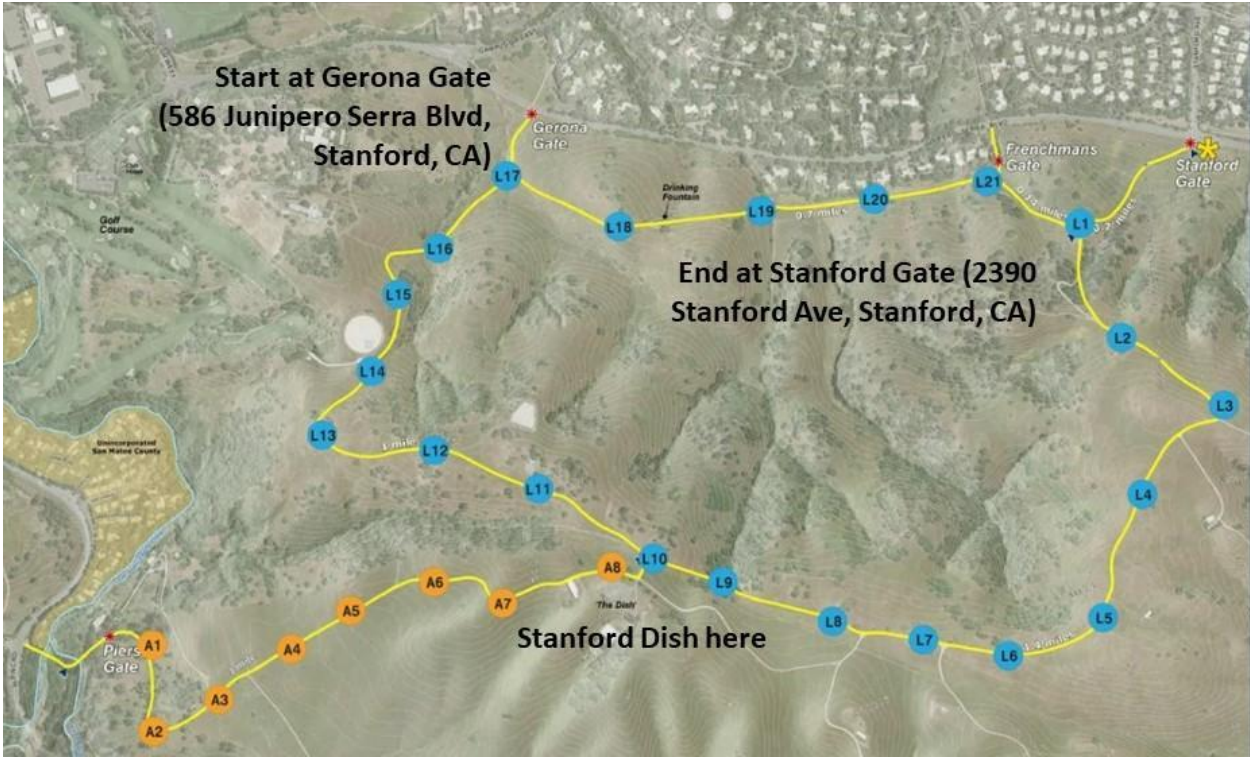 Start at Gerona Gate
(586 Junipero Serra Blvd,
Stanford, CA)
Gerona
Gate
Frenchmans
Gate
Stanford
Gate
L17
L21
Drinking
Fountain
L18
L19
0.7 miles
L20
L1
Golf
Course
L16
End at Stanford Gate (2390
Stanford Ave, Stanford, CA)
L15
L2
L14
L3
L13
1 mile
L12
Unincorporated
San Mateo County
L11
L4
L10
A8
L9
A6
A7
The Dish
A5
L8
L5
Stanford Dish here
L7
L6
1.4 miles
Piers
Gate
A1
A4
A3
A2